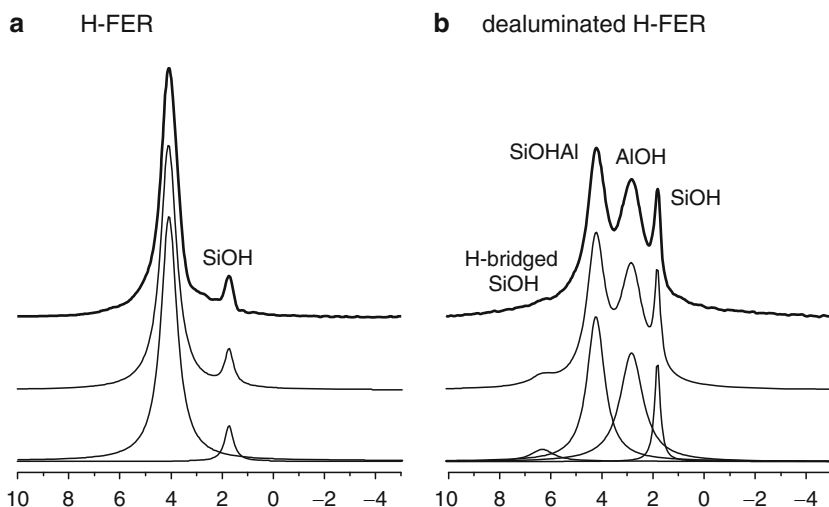 a H-FER
SiOH
10 8 6 4 2 0 −2 −4
b dealuminated H-FER
SiOHAl
AlOH
SiOH
H-bridged
SiOH
10 8 6 4 2 0 −2 −4